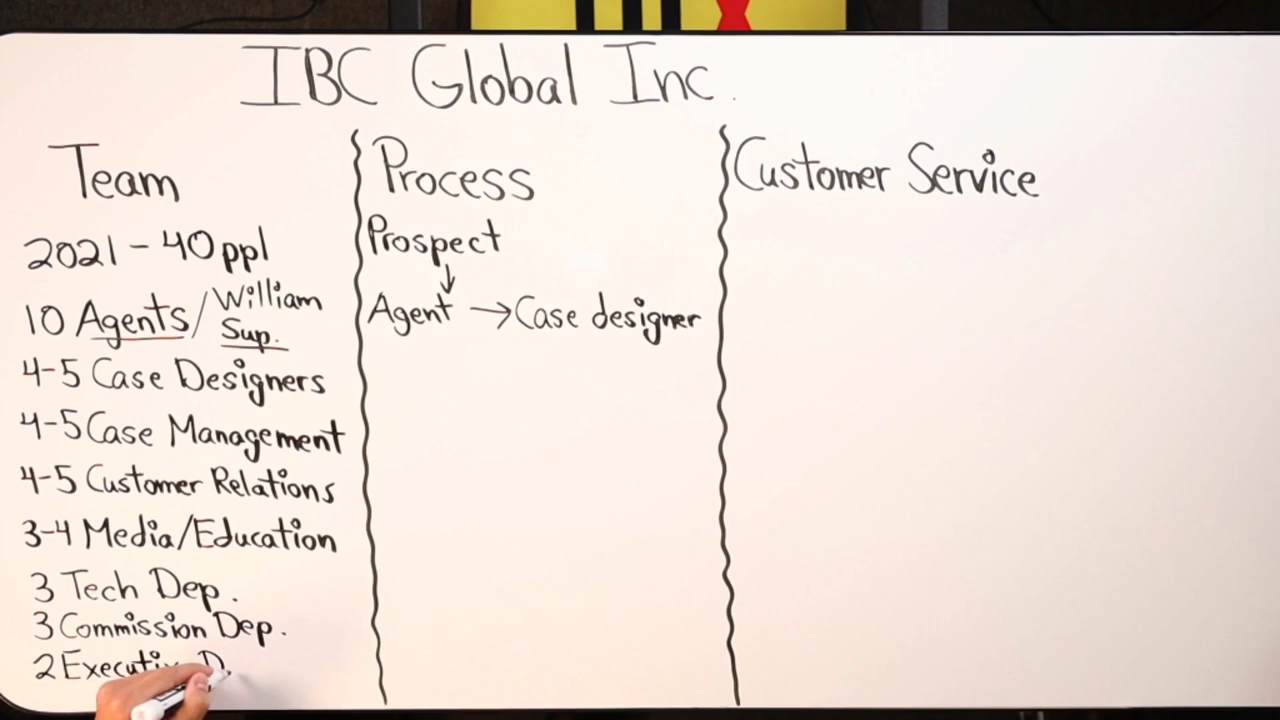 IBC Global Inc.
Team
2021 - 40 ppl
10 Agents / William Sup.
4-5 Case Designers
4-5 Case Management
4-5 Customer Relations
3-4 Media/Education
3 Tech Dep.
3 Commission Dep.
2
Process
Prospect
↓
Agent → Case designer
Customer Service